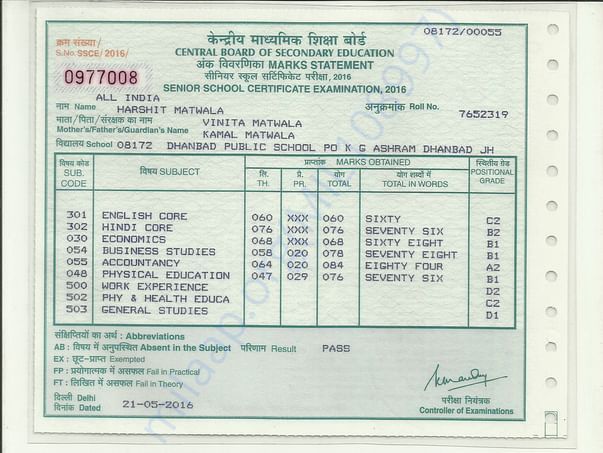 08172/00055
केन्द्रीय माध्यमिक शिक्षा बोर्ड
क्रम संख्या/
S.No. SSCE/2016/
CENTRAL BOARD OF SECONDARY EDUCATION
अंक विवरणिका MARKS STATEMENT
0977008
सीनियर स्कूल सर्टिफिकेट परीक्षा, 2016
SENIOR SCHOOL CERTIFICATE EXAMINATION, 2016
ALL INDIA
नाम Name HARSHIT MATWALA अनुक्रमांक Roll No. 7652319
माता/पिता/संरक्षक का नाम VINITA MATWALA
Mother's/Father's/Guardian's Name KAMAL MATWALA
विद्यालय School 08172 DHANBAD PUBLIC SCHOOL PO K G ASHRAM DHANBAD JH
विषय कोड SUB. CODE विषय SUBJECT प्राप्तांक MARKS OBTAINED स्थितीय ग्रेड POSITIONAL GRADE
लि. TH. प्रै. PR. योग TOTAL योग शब्दों में TOTAL IN WORDS
301 ENGLISH CORE 060 XXX 060 SIXTY C2
302 HINDI CORE 076 XXX 076 SEVENTY SIX B2
030 ECONOMICS 068 XXX 068 SIXTY EIGHT B1
054 BUSINESS STUDIES 058 020 078 SEVENTY EIGHT B1
055 ACCOUNTANCY 064 020 084 EIGHTY FOUR A2
048 PHYSICAL EDUCATION 047 029 076 SEVENTY SIX B1
500 WORK EXPERIENCE D2
502 PHY & HEALTH EDUCA C2
503 GENERAL STUDIES D1
संक्षिप्तियों का अर्थ : Abbreviations
AB : विषय में अनुपस्थित Absent in the Subject परिणाम Result PASS
EX : छूट-प्राप्त Exempted
FP : प्रयोगात्मक में असफल Fail in Practical
FT : लिखित में असफल Fail in Theory
दिल्ली Delhi
दिनांक Dated 21-05-2016
परीक्षा नियंत्रक
Controller of Examinations